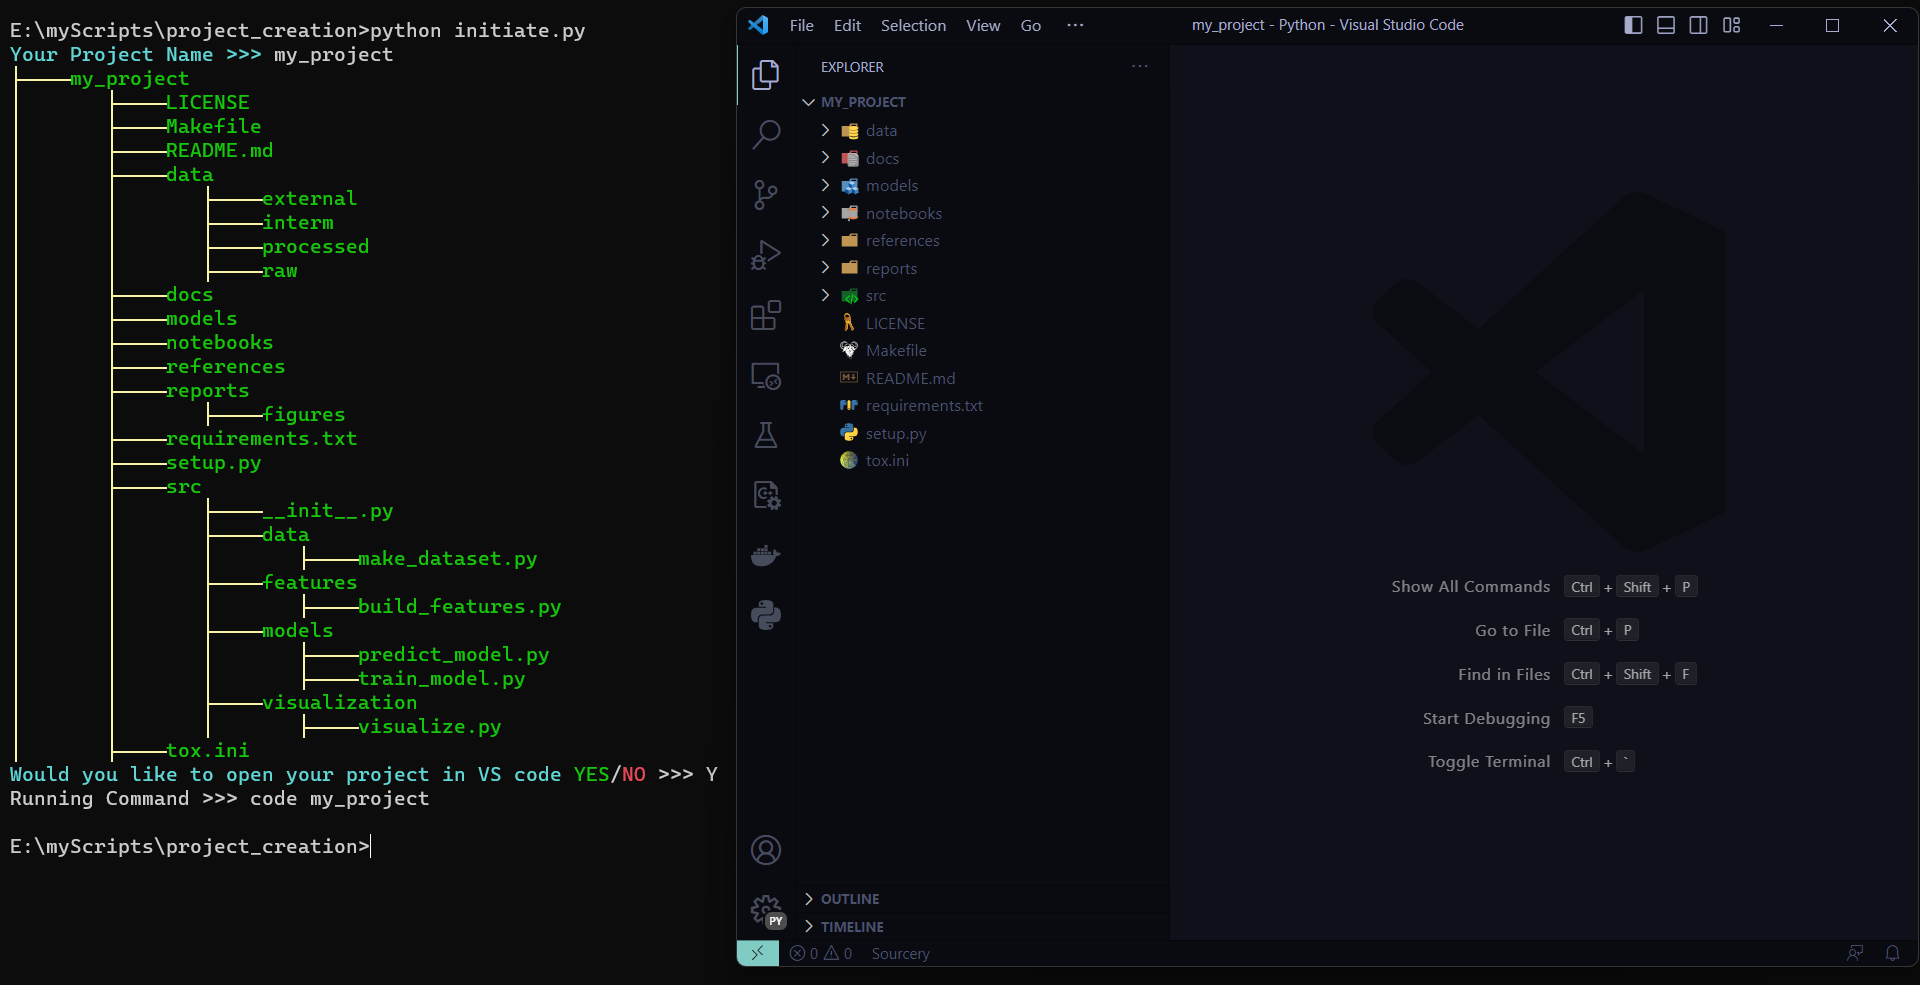 E:\myScripts\project_creation>python initiate.py
Your Project Name >>> my_project
my_project
LICENSE
Makefile
README.md
data
external
interm
processed
raw
docs
models
notebooks
references
reports
figures
requirements.txt
setup.py
src
__init__.py
data
make_dataset.py
features
build_features.py
models
predict_model.py
train_model.py
visualization
visualize.py
tox.ini
Would you like to open your project in VS code YES/NO >>> Y
Running Command >>> code my_project
E:\myScripts\project_creation>
File Edit Selection View Go ··· my_project - Python - Visual Studio Code
EXPLORER ···
MY_PROJECT
data
docs
models
notebooks
references
reports
src
LICENSE
Makefile
README.md
requirements.txt
setup.py
tox.ini
Show All Commands Ctrl + Shift + P
Go to File Ctrl + P
Find in Files Ctrl + Shift + F
Start Debugging F5
Toggle Terminal Ctrl + `
OUTLINE
PY
TIMELINE
0 0 Sourcery